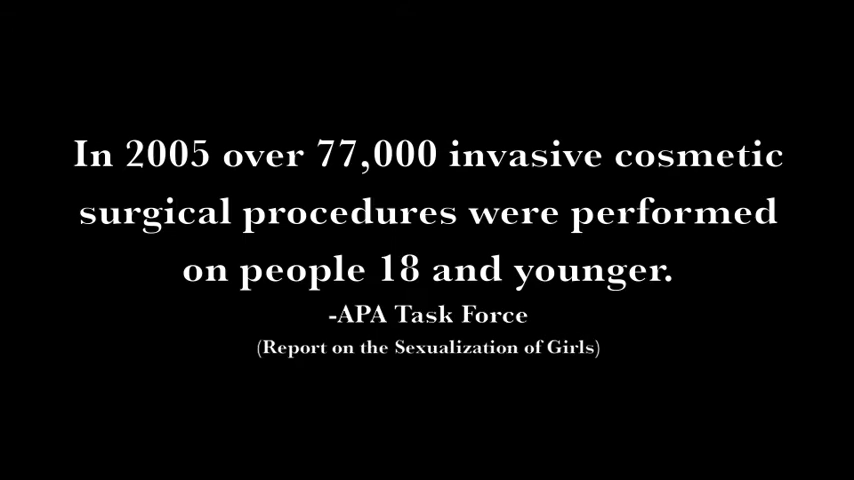 In 2005 over 77,000 invasive cosmetic
surgical procedures were performed
on people 18 and younger.
-APA Task Force
(Report on the Sexualization of Girls)